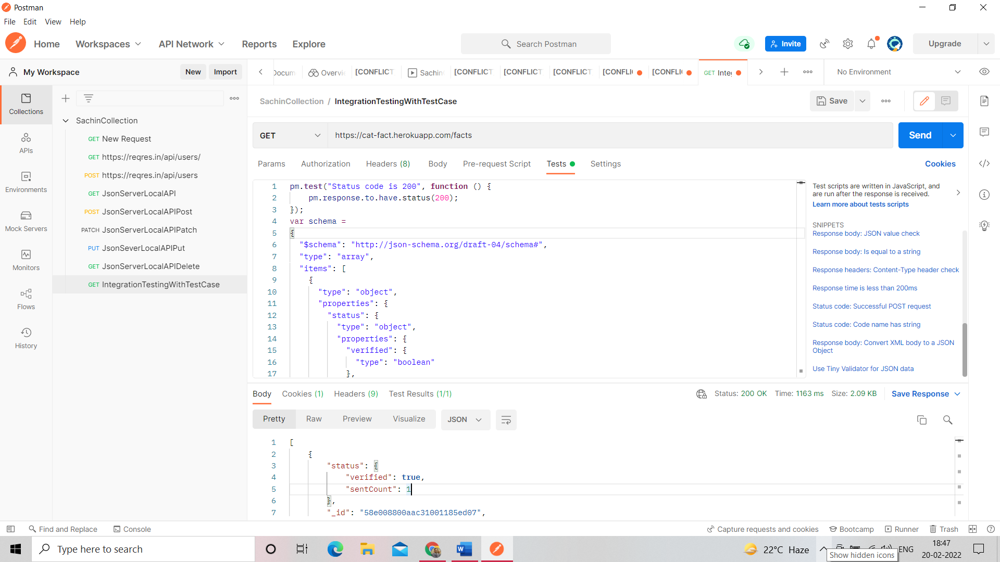 Postman
File Edit View Help
Home Workspaces API Network Reports Explore
Search Postman
Invite
Upgrade
My Workspace
New Import
Overvi
[CONFLICT
Sachin
[CONFLICT
[CONFLICT
[CONFLICT
[CONFLI
[CONFLI
GET Inte
No Environment
Collections
APIs
Environments
Mock Servers
Monitors
Flows
History
SachinCollection
GET New Request
GET https://reqres.in/api/users/
POST https://reqres.in/api/users
GET JsonServerLocalAPI
POST JsonServerLocalAPIPost
PATCH JsonServerLocalAPIPatch
PUT JsonSeverLocalAPIPut
GET JsonServerLocalAPIDelete
GET IntegrationTestingWithTestCase
SachinCollection / IntegrationTestingWithTestCase
Save
GET https://cat-fact.herokuapp.com/facts
Send
Params Authorization Headers (8) Body Pre-request Script Tests Settings
Cookies
1 pm.test("Status code is 200", function () {
2 pm.response.to.have.status(200);
3 });
4 var schema =
5 {
6 "$schema": "http://json-schema.org/draft-04/schema#",
7 "type": "array",
8 "items": [
9 {
10 "type": "object",
11 "properties": {
12 "status": {
13 "type": "object",
14 "properties": {
15 "verified": {
16 "type": "boolean"
17 },
Test scripts are written in JavaScript, and
are run after the response is received.
Learn more about tests scripts
SNIPPETS
Response body: JSON value check
Response body: Is equal to a string
Response headers: Content-Type header check
Response time is less than 200ms
Status code: Successful POST request
Status code: Code name has string
Response body: Convert XML body to a JSON
Object
Use Tiny Validator for JSON data
Body Cookies (1) Headers (9) Test Results (1/1)
Status: 200 OK Time: 1163 ms Size: 2.09 KB Save Response
Pretty Raw Preview Visualize JSON
1 [
2 {
3 "status": {
4 "verified": true,
5 "sentCount": 1
6 },
7 "_id": "58e008800aac31001185ed07",
Find and Replace Console
Capture requests and cookies Bootcamp Runner Trash
Type here to search
22°C Haze
ENG
18:47
20-02-2022
Show hidden icons